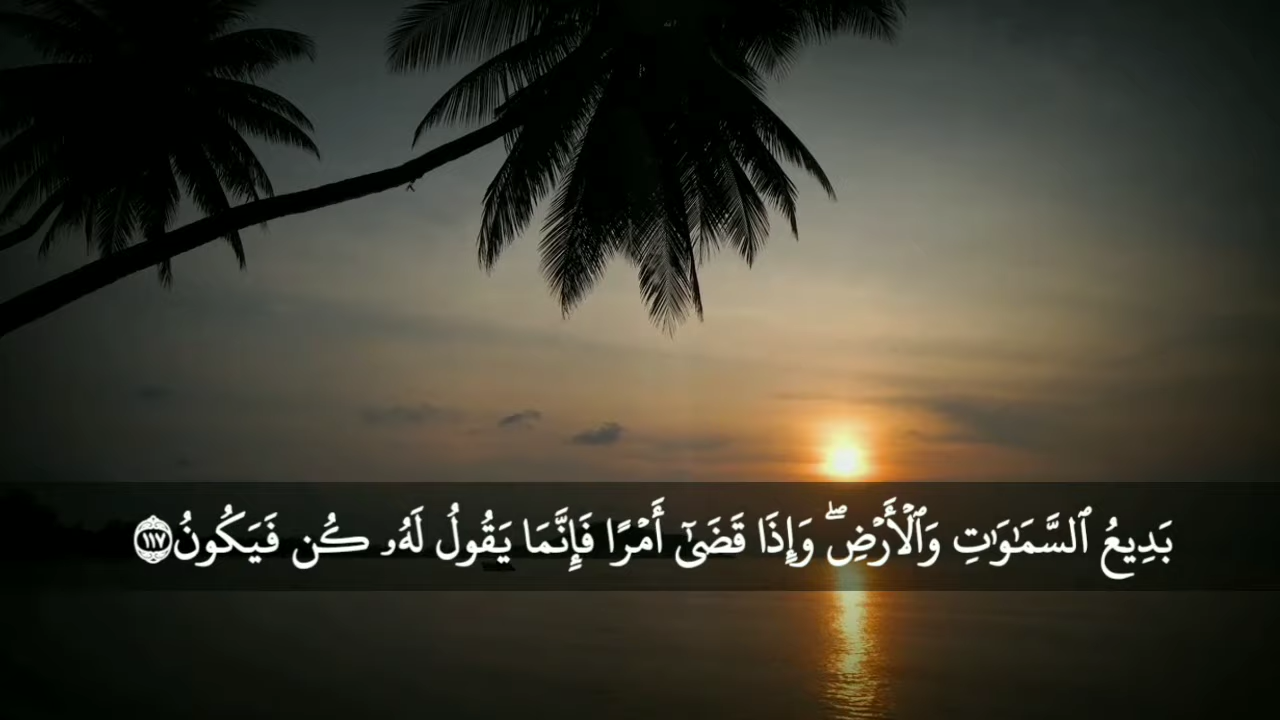 بَدِيعُ ٱلسَّمَـٰوَٰتِ وَٱلْأَرْضِ ۖ وَإِذَا قَضَىٰٓ أَمْرًا فَإِنَّمَا يَقُولُ لَهُۥ كُن فَيَكُونُ ١١٧